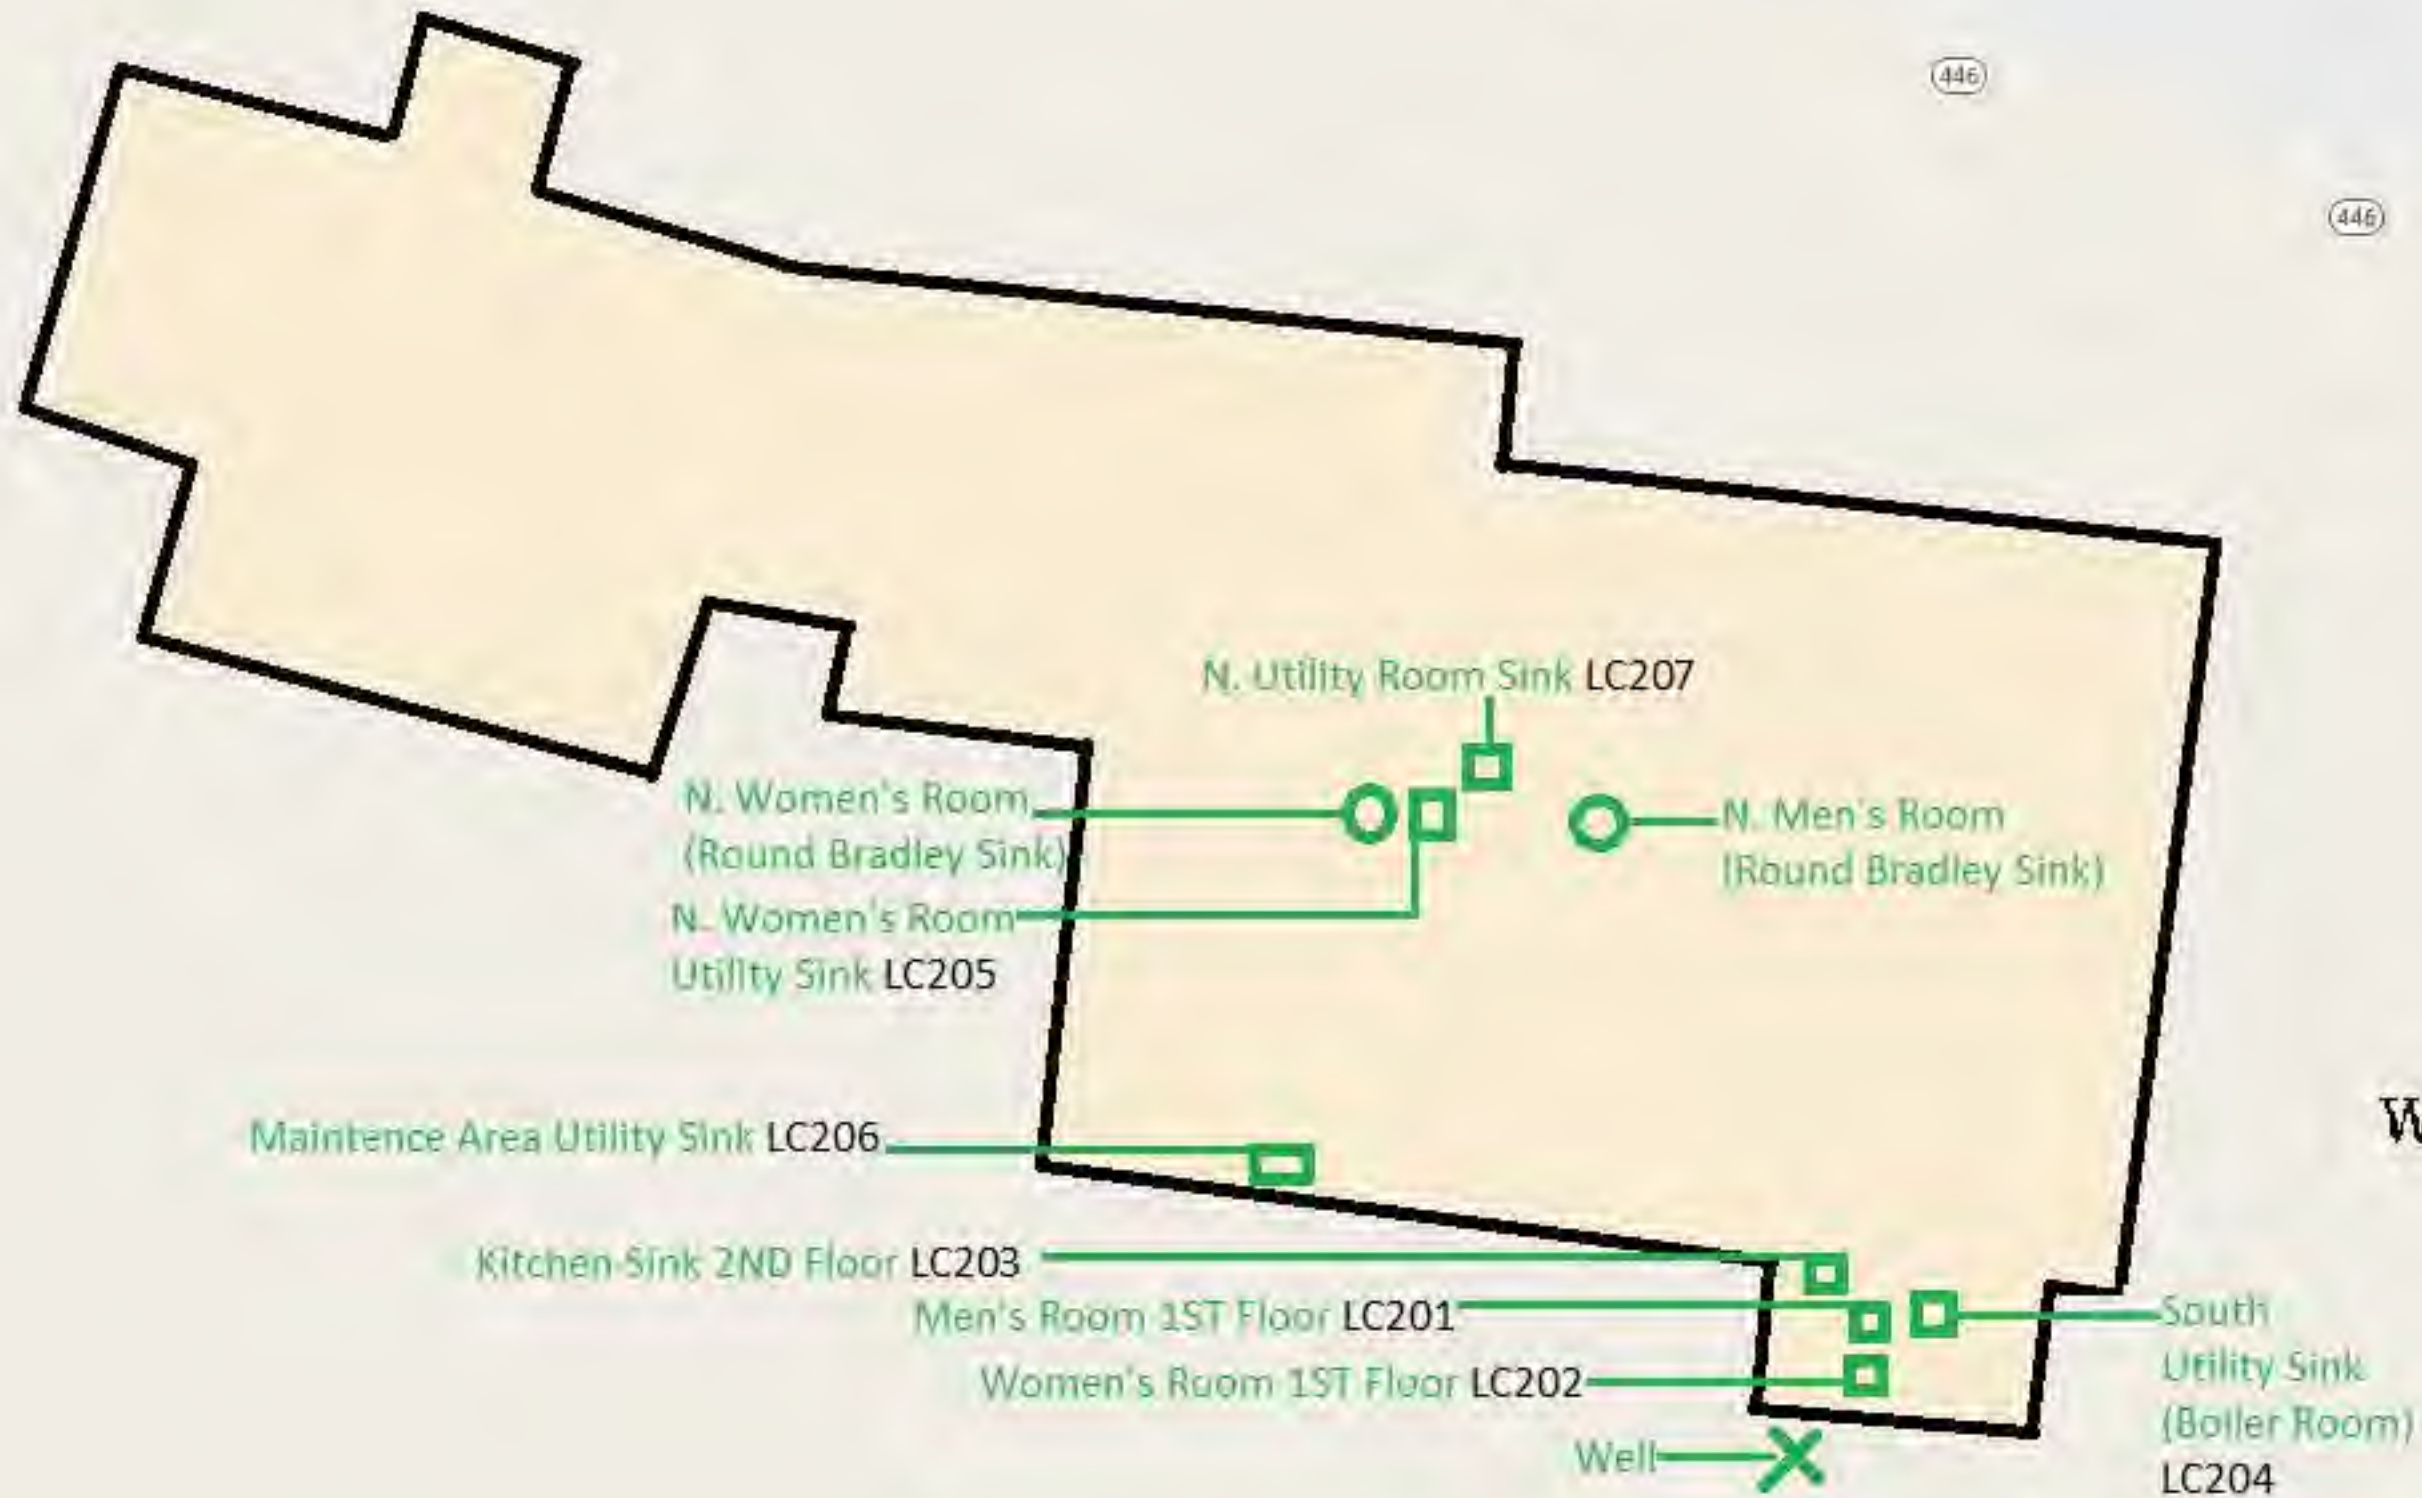 446
446
N. Utility Room Sink LC207
N. Women's Room
(Round Bradley Sink)
N. Men's Room
(Round Bradley Sink)
N. Women's Room
Utility Sink LC205
W
Maintence Area Utility Sink LC206
Kitchen Sink 2ND Floor LC203
Men's Room 1ST Floor LC201
Women's Room 1ST Floor LC202
South
Utility Sink
(Boiler Room)
LC204
Well